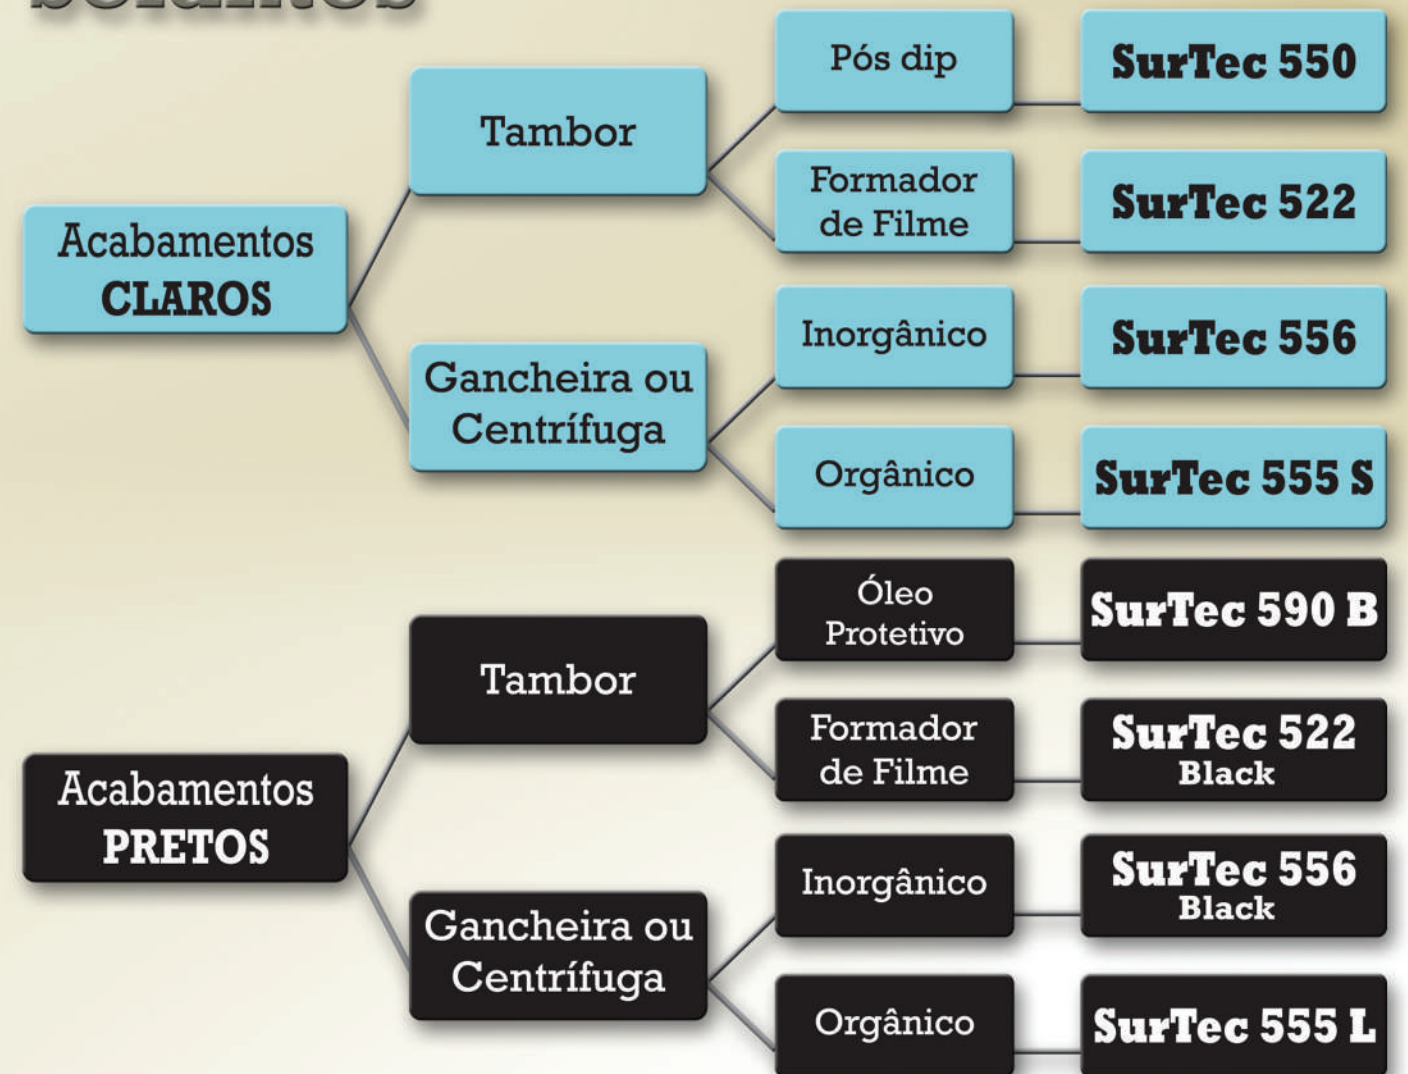 Acabamentos
CLAROS
Tambor
Pós dip
SurTec 550
Formador
de Filme
SurTec 522
Gancheira ou
Centrífuga
Inorgânico
SurTec 556
Orgânico
SurTec 555 S
Acabamentos
PRETOS
Tambor
Óleo
Protetivo
SurTec 590 B
Formador
de Filme
SurTec 522
Black
Gancheira ou
Centrífuga
Inorgânico
SurTec 556
Black
Orgânico
SurTec 555 L